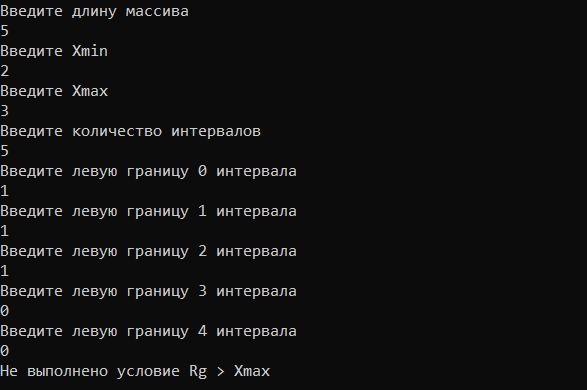 Введите длину массива
5
Введите Xmin
2
Введите Xmax
3
Введите количество интервалов
5
Введите левую границу 0 интервала
1
Введите левую границу 1 интервала
1
Введите левую границу 2 интервала
1
Введите левую границу 3 интервала
0
Введите левую границу 4 интервала
0
Не выполнено условие Rg > Xmax